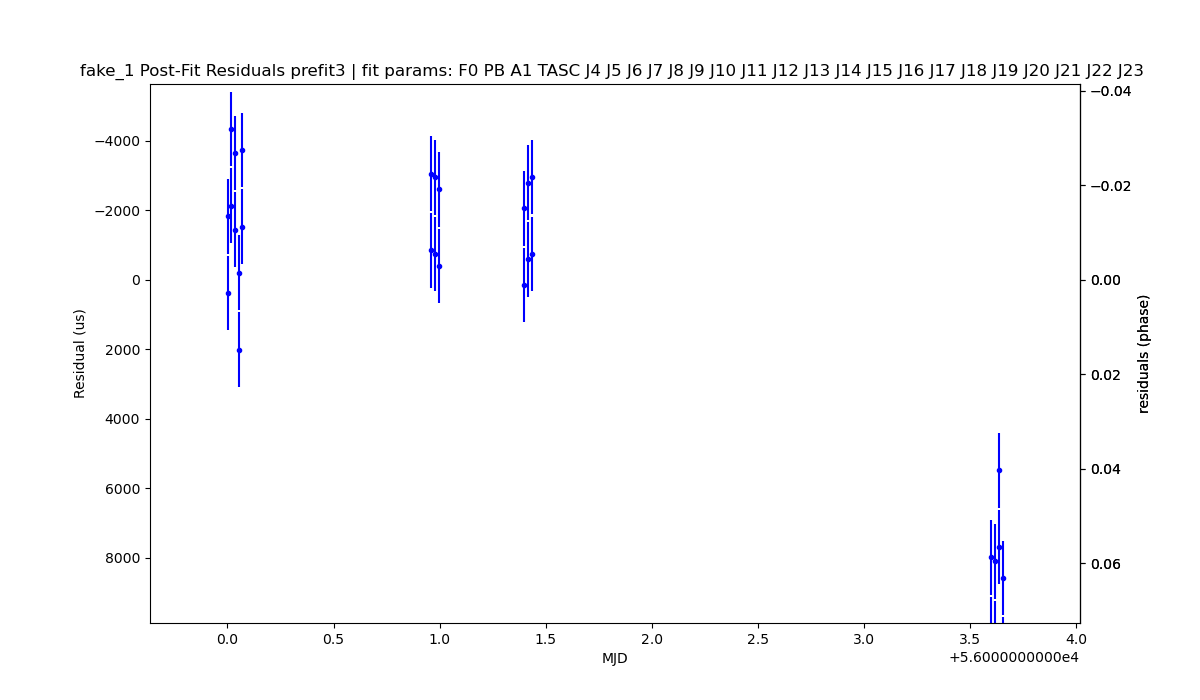 fake_1 Post-Fit Residuals prefit3 | fit params: F0 PB A1 TASC J4 J5 J6 J7 J8 J9 J10 J11 J12 J13 J14 J15 J16 J17 J18 J19 J20 J21 J22 J23
−4000
−2000
0
2000
4000
6000
8000
Residual (us)
−0.04
−0.02
0.00
0.02
0.04
0.06
residuals (phase)
0.0 0.5 1.0 1.5 2.0 2.5 3.0 3.5 4.0
MJD
+5.6000000000e4